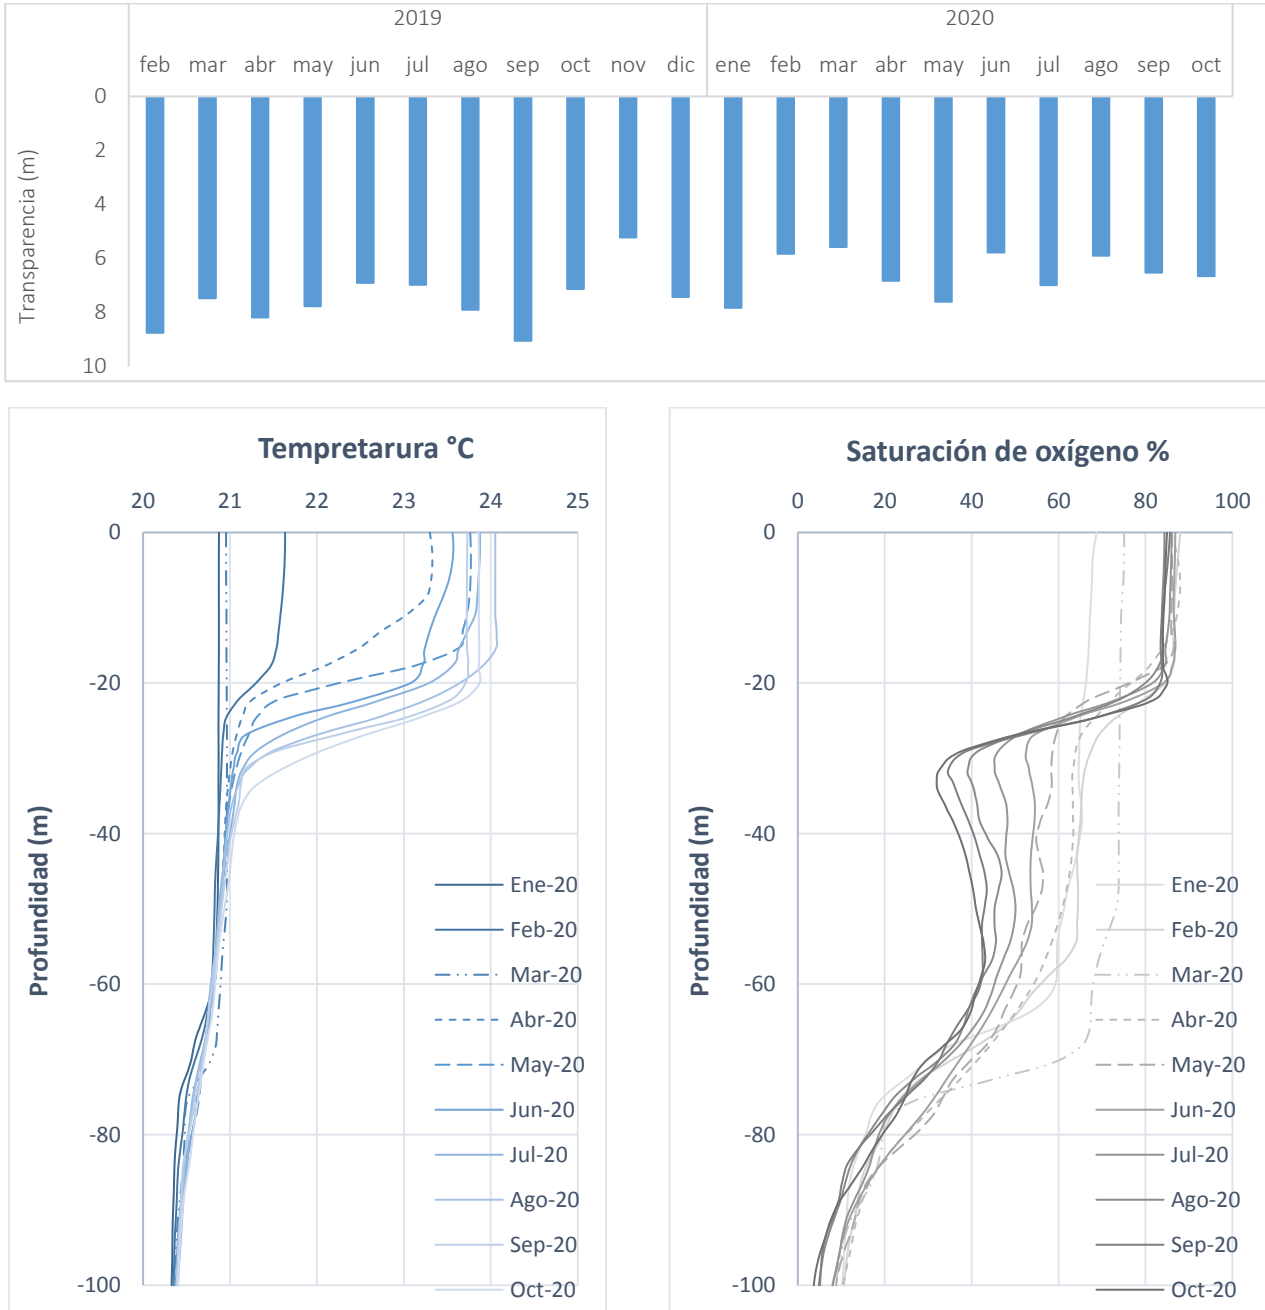 2019 2020
feb mar abr may jun jul ago sep oct nov dic ene feb mar abr may jun jul ago sep oct
Transparencia (m)
0
2
4
6
8
10
Tempretarura °C
20 21 22 23 24 25
Profundidad (m)
0
-20
-40
-60
-80
-100
Ene-20
Feb-20
Mar-20
Abr-20
May-20
Jun-20
Jul-20
Ago-20
Sep-20
Oct-20
Saturación de oxígeno %
0 20 40 60 80 100
Profundidad (m)
0
-20
-40
-60
-80
-100
Ene-20
Feb-20
Mar-20
Abr-20
May-20
Jun-20
Jul-20
Ago-20
Sep-20
Oct-20